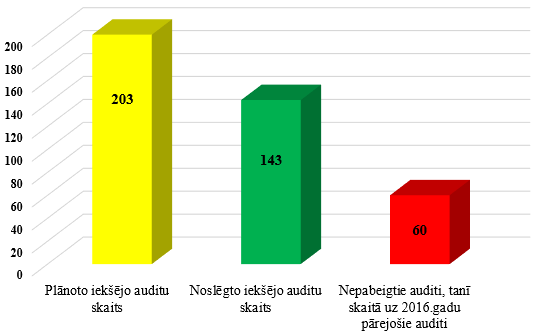 200
180
160
140
120
100
80
60
40
20
0
203
143
60
Plānoto iekšējo auditu
skaits
Noslēgto iekšējo auditu
skaits
Nepabeigtie auditi, tanī
skaitā uz 2016.gadu
pārejošie auditi